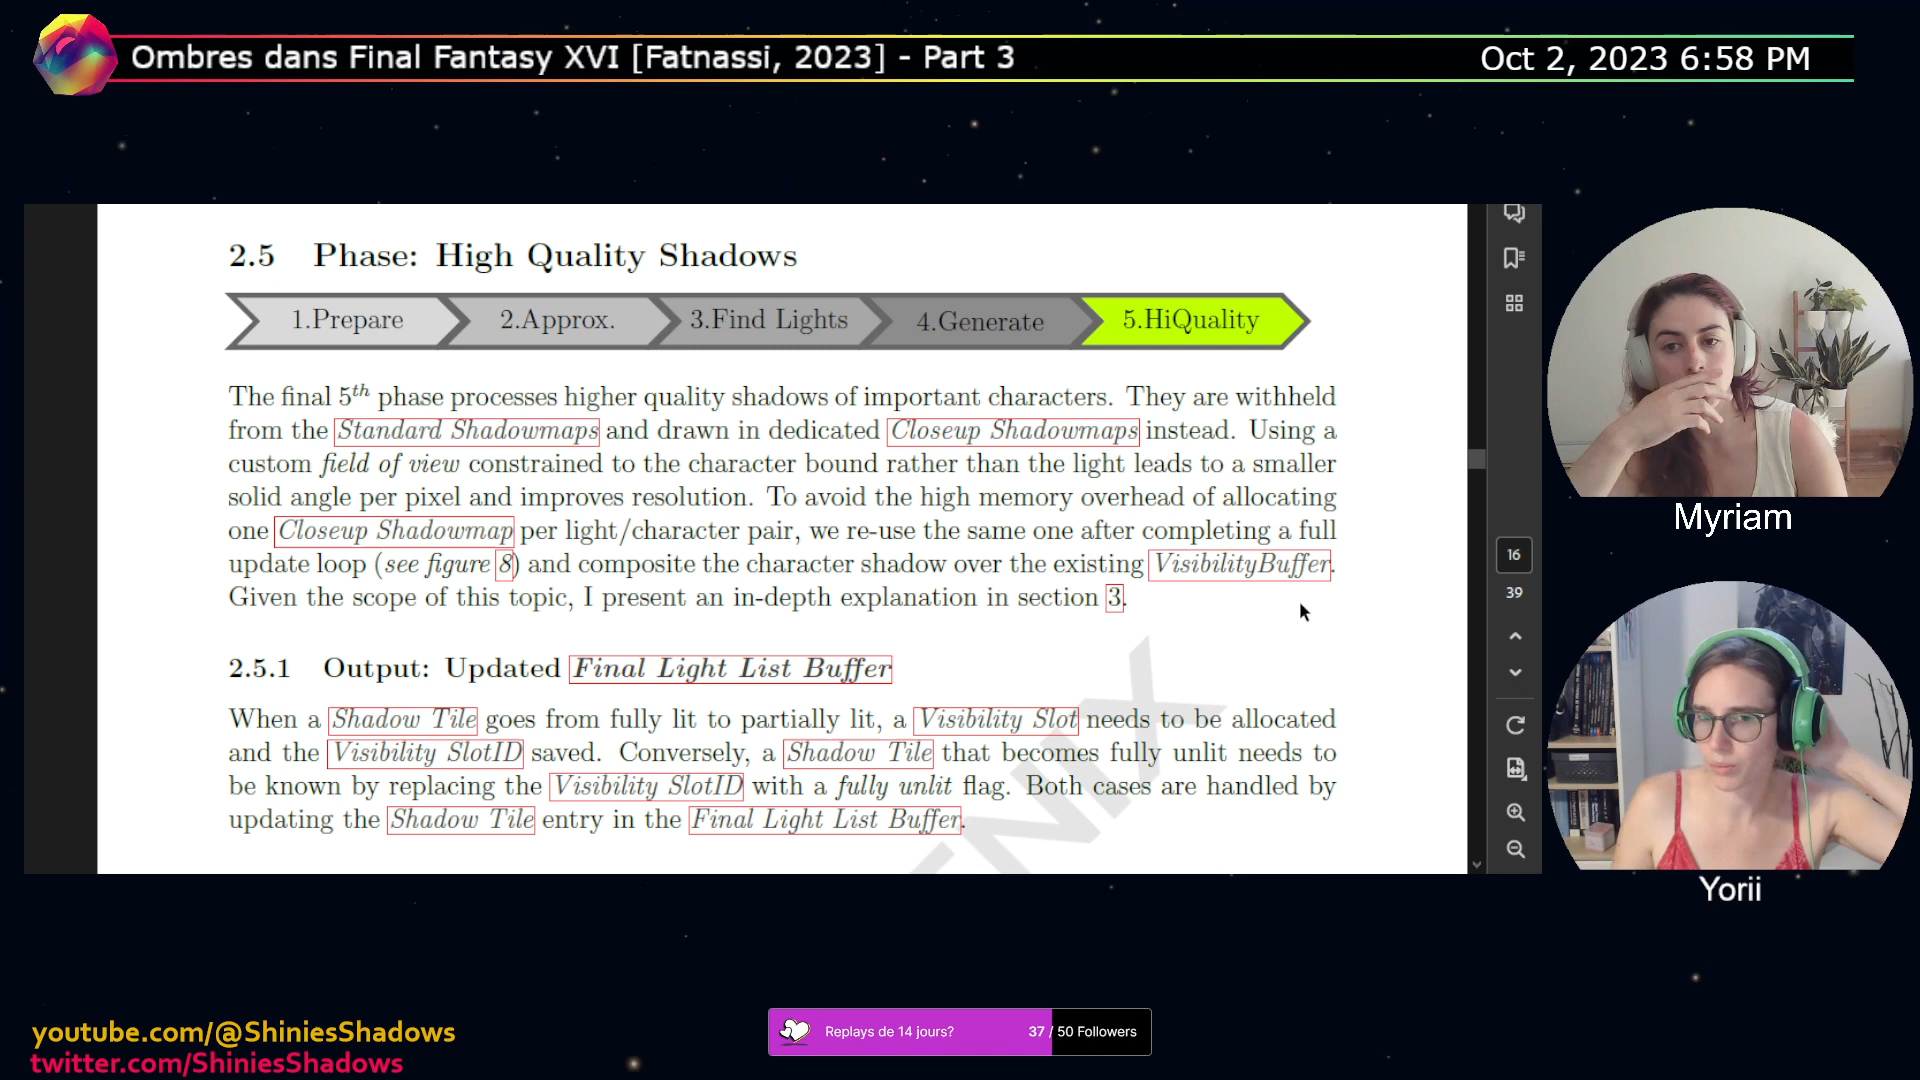 Ombres dans Final Fantasy XVI [Fatnassi, 2023] - Part 3
Oct 2, 2023 6:58 PM
2.5 Phase: High Quality Shadows
1.Prepare
2.Approx.
3.Find Lights
4.Generate
5.HiQuality
The final 5th phase processes higher quality shadows of important characters. They are withheld
from the Standard Shadowmaps and drawn in dedicated Closeup Shadowmaps instead. Using a
custom field of view constrained to the character bound rather than the light leads to a smaller
solid angle per pixel and improves resolution. To avoid the high memory overhead of allocating
one Closeup Shadowmap per light/character pair, we re-use the same one after completing a full
update loop (see figure 8) and composite the character shadow over the existing VisibilityBuffer.
Given the scope of this topic, I present an in-depth explanation in section 3.
2.5.1 Output: Updated Final Light List Buffer
When a Shadow Tile goes from fully lit to partially lit, a Visibility Slot needs to be allocated
and the Visibility SlotID saved. Conversely, a Shadow Tile that becomes fully unlit needs to
be known by replacing the Visibility SlotID with a fully unlit flag. Both cases are handled by
updating the Shadow Tile entry in the Final Light List Buffer.
16
39
Myriam
Yorii
youtube.com/@ShiniesShadows
twitter.com/ShiniesShadows
Replays de 14 jours?
37 / 50 Followers